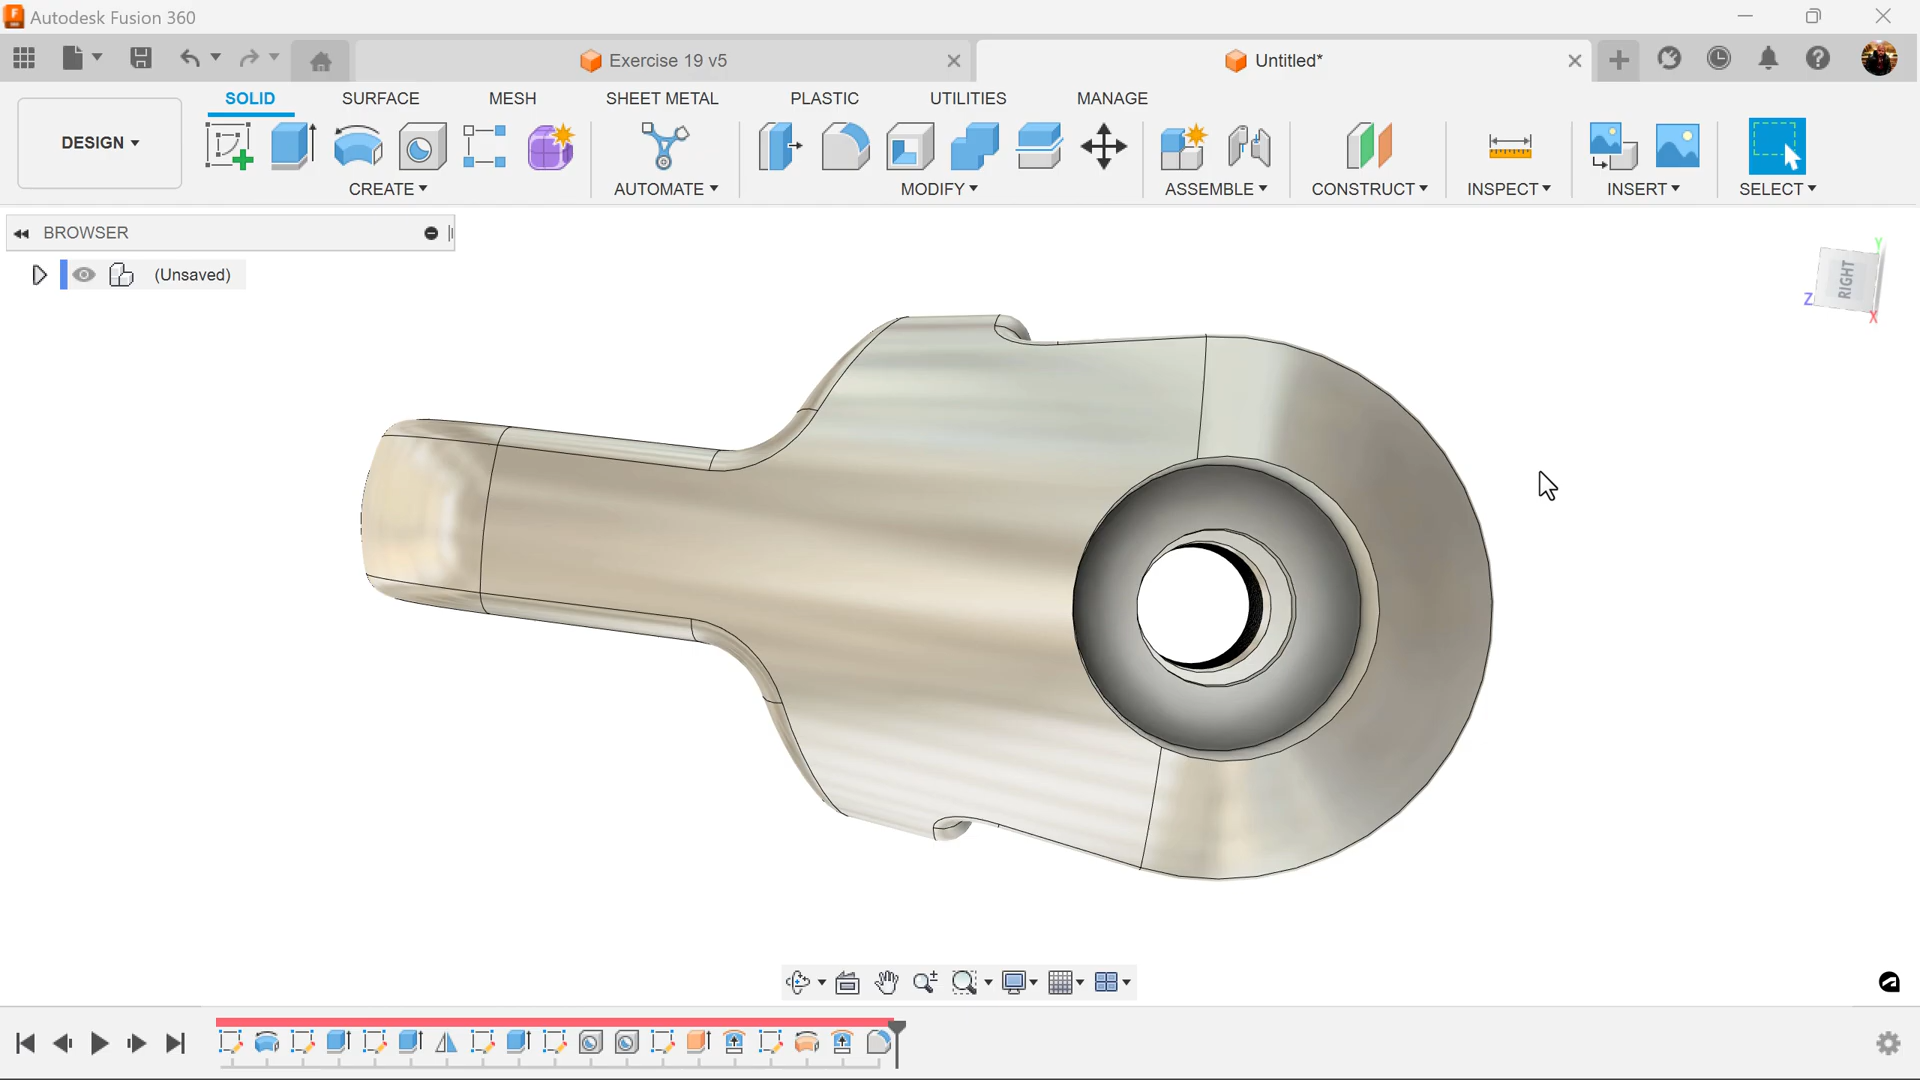 Autodesk Fusion 360
Exercise 19 v5
Untitled*
SOLID SURFACE MESH SHEET METAL PLASTIC UTILITIES MANAGE
DESIGN
CREATE AUTOMATE MODIFY ASSEMBLE CONSTRUCT INSPECT INSERT SELECT
BROWSER
(Unsaved)
Y
RIGHT
Z
X